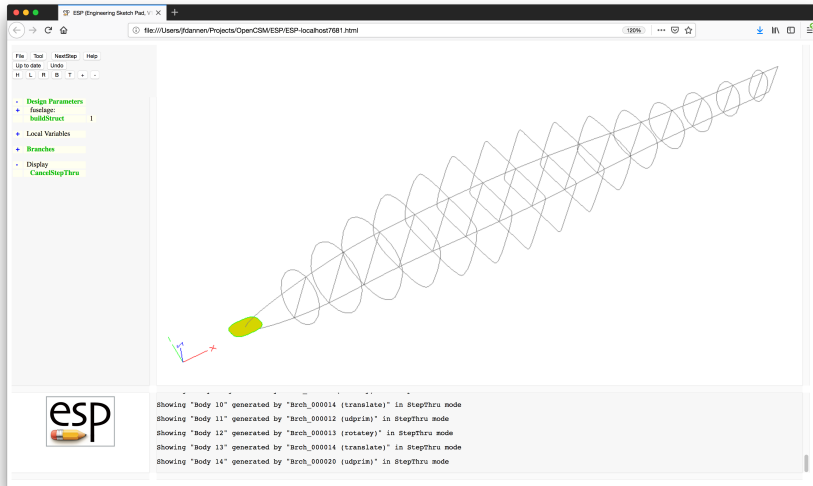 ESP (Engineering Sketch Pad, V
file:///Users/jfdannen/Projects/OpenCSM/ESP/ESP-localhost7681.html
120%
File Tool NextStep Help
Up to date Undo
H L R B T + -
- Design Parameters
+ fuselage:
buildStruct 1
+ Local Variables
+ Branches
- Display
CancelStepThru
X
esp
Showing "Body 10" generated by "Brch_000014 (translate)" in StepThru mode
Showing "Body 11" generated by "Brch_000012 (udprim)" in StepThru mode
Showing "Body 12" generated by "Brch_000013 (rotatey)" in StepThru mode
Showing "Body 13" generated by "Brch_000014 (translate)" in StepThru mode
Showing "Body 14" generated by "Brch_000020 (udprim)" in StepThru mode